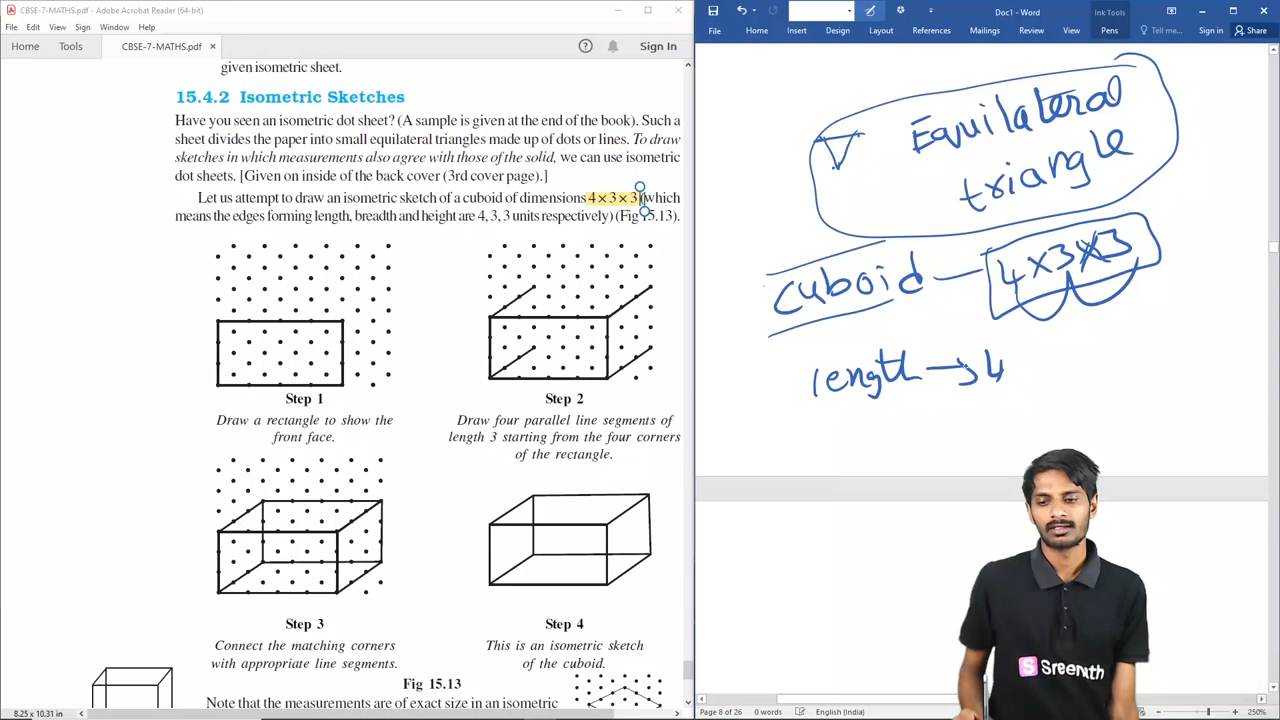 CBSE-7-MATHS.pdf - Adobe Acrobat Reader (64-bit)
File Edit View Sign Window Help
Home Tools CBSE-7-MATHS.pdf × Sign In
given isometric sheet.
15.4.2 Isometric Sketches
Have you seen an isometric dot sheet? (A sample is given at the end of the book). Such a
sheet divides the paper into small equilateral triangles made up of dots or lines. To draw
sketches in which measurements also agree with those of the solid, we can use isometric
dot sheets. [Given on inside of the back cover (3rd cover page).]
Let us attempt to draw an isometric sketch of a cuboid of dimensions 4 × 3 × 3 (which
means the edges forming length, breadth and height are 4, 3, 3 units respectively) (Fig 15.13).
Step 1
Draw a rectangle to show the
front face.
Step 2
Draw four parallel line segments of
length 3 starting from the four corners
of the rectangle.
Step 3
Connect the matching corners
with appropriate line segments.
Step 4
This is an isometric sketch
of the cuboid.
Fig 15.13
Note that the measurements are of exact size in an isometric
8.25 x 10.31 in
Doc1 - Word
Ink Tools
File Home Insert Design Layout References Mailings Review View Pens Tell me... Sign in Share
Equilateral
triangle
cuboid — 4×3×3
length → 4
Sreenath
Page 8 of 26 0 words English (India) 250%